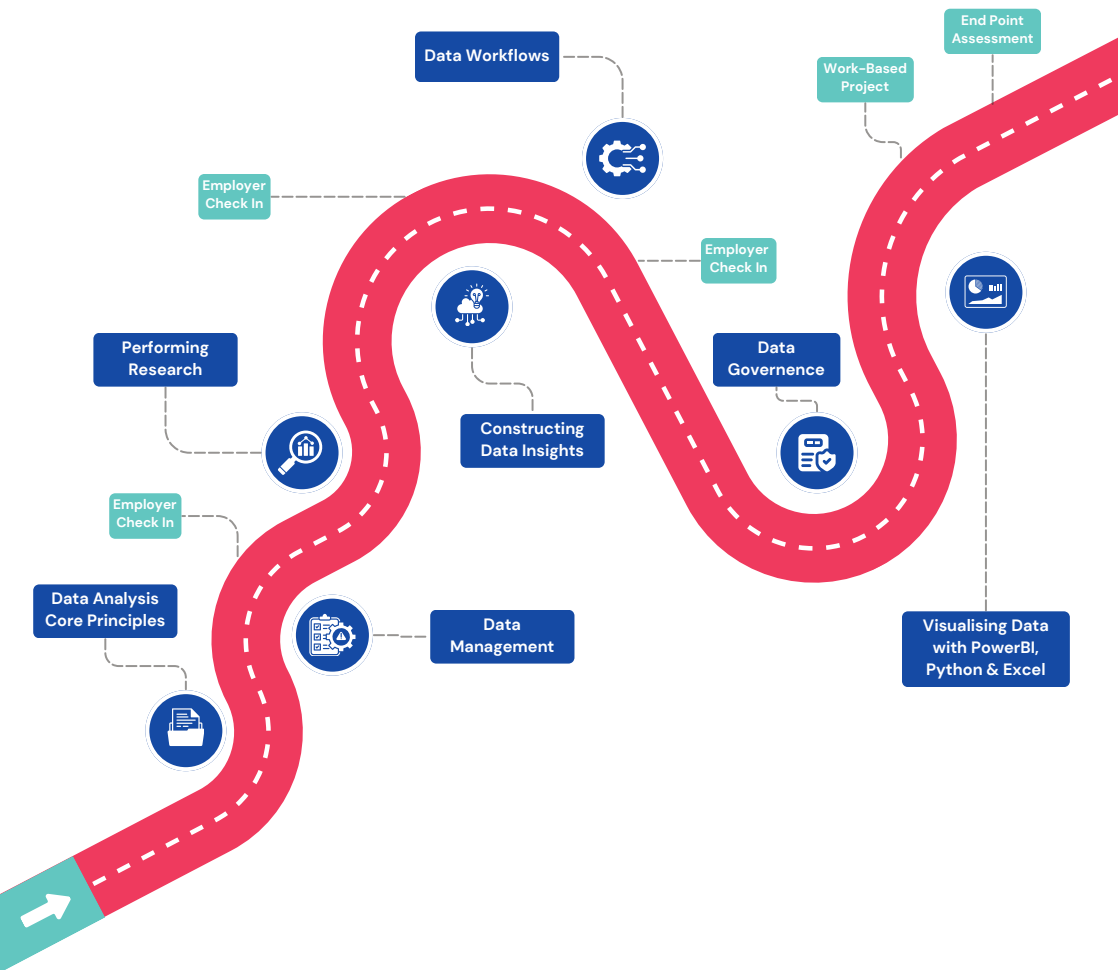 End Point
Assessment
Data Workflows
Work-Based
Project
Employer
Check In
Employer
Check In
Performing
Research
Data
Governence
Constructing
Data Insights
Employer
Check In
Data Analysis
Core Principles
Data
Management
Visualising Data
with PowerBI,
Python & Excel